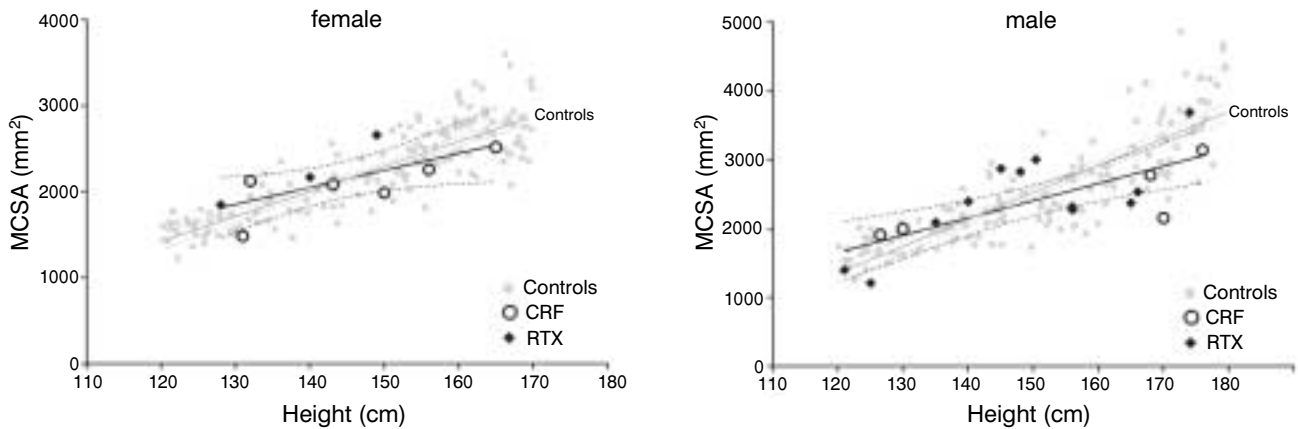 female
MCSA (mm²)
4000
3000
2000
1000
0
110 120 130 140 150 160 170 180
Height (cm)
Controls
Controls
CRF
RTX
male
MCSA (mm²)
5000
4000
3000
2000
1000
0
110 120 130 140 150 160 170 180
Height (cm)
Controls
Controls
CRF
RTX